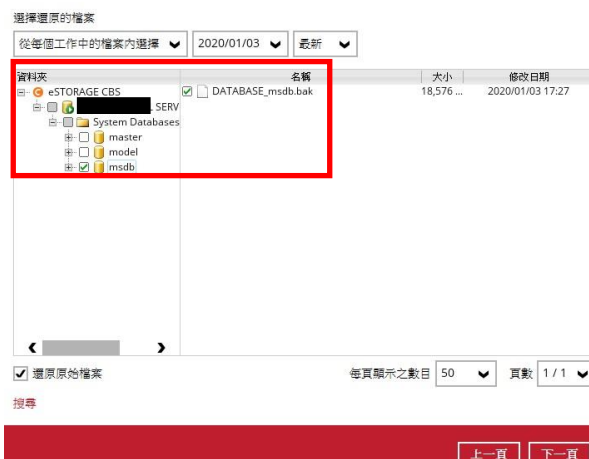 選擇還原的檔案
從每個工作中的檔案內選擇 2020/01/03 最新
資料夾 名稱 大小 修改日期
eSTORAGE CBS DATABASE_msdb.bak 18,576 ... 2020/01/03 17:27
SERV
System Databases
master
model
msdb
還原原始檔案 每頁顯示之數目 50 頁數 1 / 1
搜尋
上一頁 下一頁